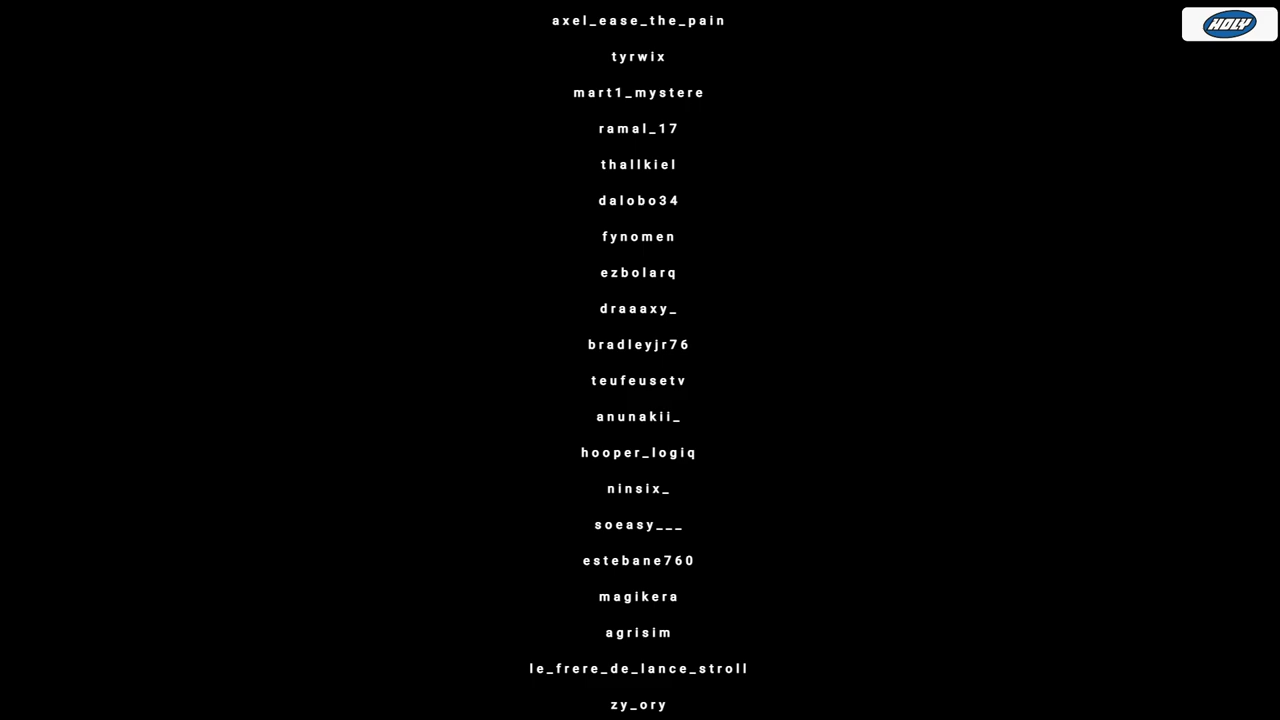 axel_ease_the_pain
HOLY
tyrwix
mart1_mystere
ramal_17
thallkiel
dalobo34
fynomen
ezbolarq
draaaxy_
bradleyjr76
teufeusetv
anunakii_
hooper_logiq
ninsix_
soeasy___
estebane760
magikera
agrisim
le_frere_de_lance_stroll
zy_ory